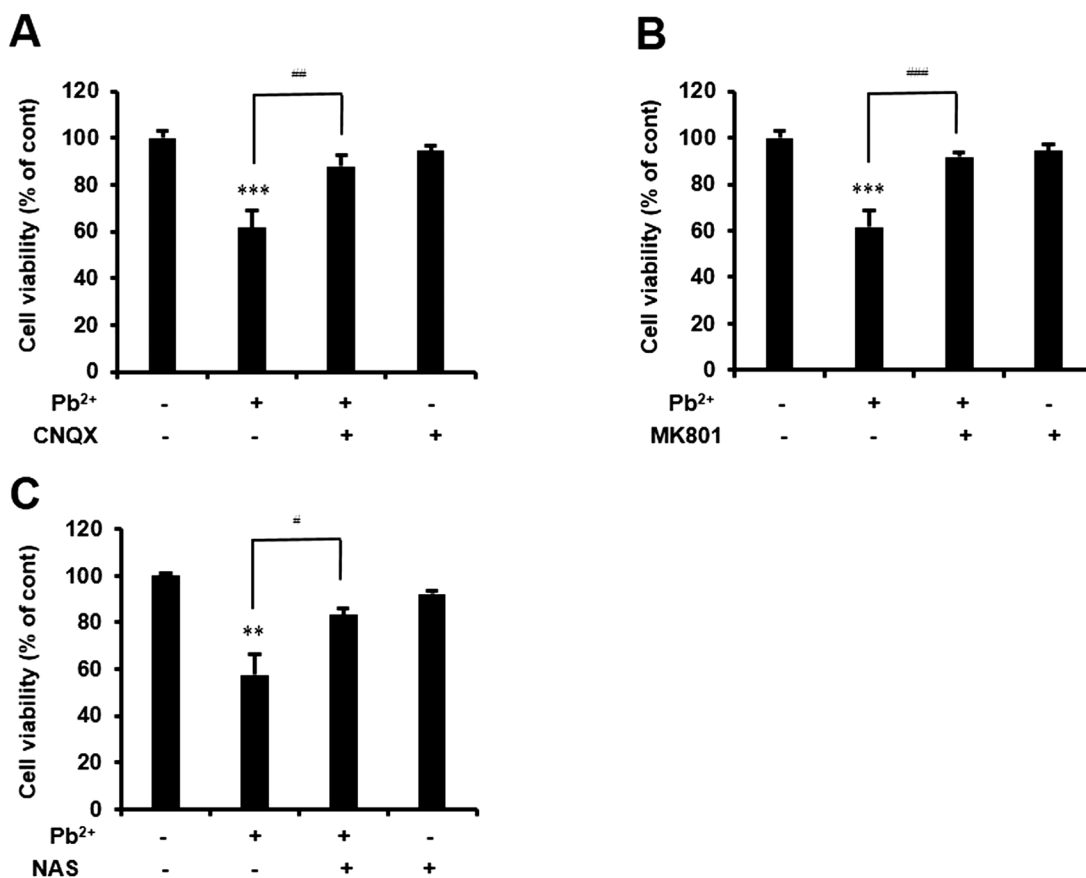 A
Cell viability (% of cont)
120
100
80
60
40
20
0
***
##
Pb²⁺ - + + -
CNQX - - + +
B
Cell viability (% of cont)
120
100
80
60
40
20
0
***
###
Pb²⁺ - + + -
MK801 - - + +
C
Cell viability (% of cont)
120
100
80
60
40
20
0
**
#
Pb²⁺ - + + -
NAS - - + +